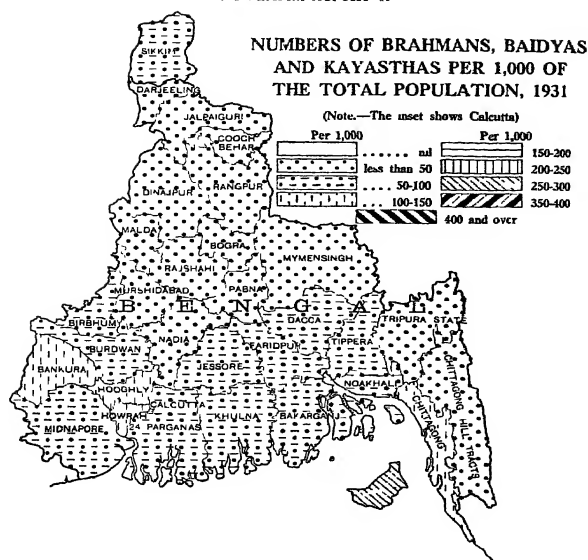 NUMBERS OF BRAHMANS, BAIDYAS
AND KAYASTHAS PER 1,000 OF
THE TOTAL POPULATION, 1931
(Note.—The inset shows Calcutta)
Per 1,000 Per 1,000
nil 150-200
less than 50 200-250
50-100 250-300
100-150 350-400
400 and over
SIKKIM
DARJEELING
JALPAIGURI
COOCH
BEHAR
DINAJPUR
RANGPUR
MALDA
BOGRA
MYMENSINGH
RAJSHAHI
MURSHIDABAD
PABNA
BENGAL
BIRBHUM
DACCA
TRIPURA STATE
NADIA
FARIDPUR
TIPPERA
BURDWAN
BANKURA
JESSORE
NOAKHALI
HOOGHLY
CALCUTTA
HOWRAH
KHULNA
BAKARGANJ
MIDNAPORE
24 PARGANAS
CHITTAGONG
CHITTAGONG HILL TRACTS